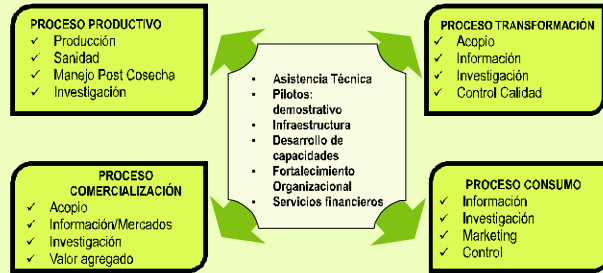 PROCESO PRODUCTIVO
✓ Producción
✓ Sanidad
✓ Manejo Post Cosecha
✓ Investigación
PROCESO TRANSFORMACIÓN
✓ Acopio
✓ Información
✓ Investigación
✓ Control Calidad
▪ Asistencia Técnica
▪ Pilotos:
demostrativo
▪ Infraestructura
▪ Desarrollo de
capacidades
▪ Fortalecimiento
Organizacional
▪ Servicios financieros
PROCESO
COMERCIALIZACIÓN
✓ Acopio
✓ Información/Mercados
✓ Investigación
✓ Valor agregado
PROCESO CONSUMO
✓ Información
✓ Investigación
✓ Marketing
✓ Control